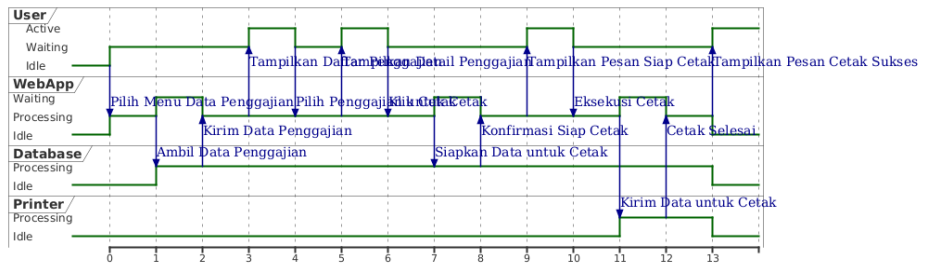 User
Active
Waiting
Idle
Tampilkan Daftar Penggajian
Tampilkan Detail Penggajian
Tampilkan Pesan Siap Cetak
Tampilkan Pesan Cetak Sukses
WebApp
Waiting
Processing
Idle
Pilih Menu Data Penggajian
Pilih Penggajian untuk Cetak
Klik Cetak
Eksekusi Cetak
Kirim Data Penggajian
Konfirmasi Siap Cetak
Cetak Selesai
Database
Processing
Idle
Ambil Data Penggajian
Siapkan Data untuk Cetak
Printer
Processing
Idle
Kirim Data untuk Cetak
0 1 2 3 4 5 6 7 8 9 10 11 12 13